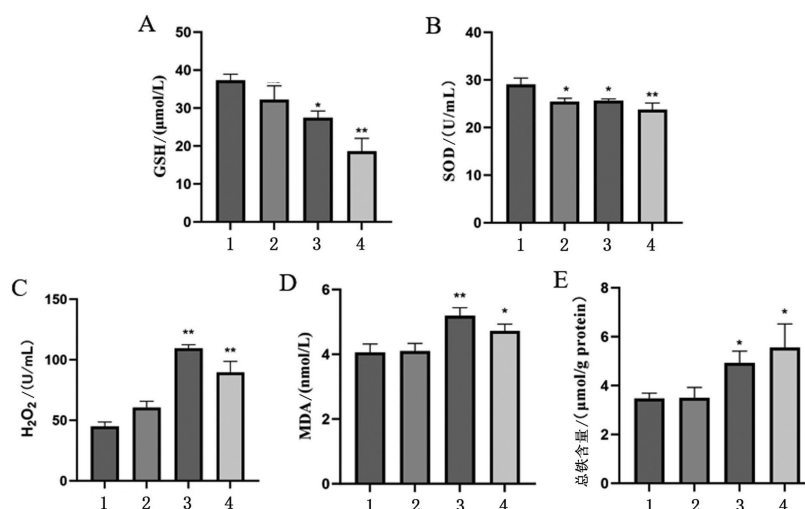 A
GSH/(μmol/L)
50
40
30
20
10
0
*
**
1 2 3 4
B
SOD/(U/mL)
40
30
20
10
0
*
*
**
1 2 3 4
C
H₂O₂/(U/mL)
150
100
50
0
**
**
1 2 3 4
D
MDA/(nmol/L)
6
4
2
0
**
*
1 2 3 4
E
总铁含量/(μmol/g protein)
8
6
4
2
0
*
*
1 2 3 4